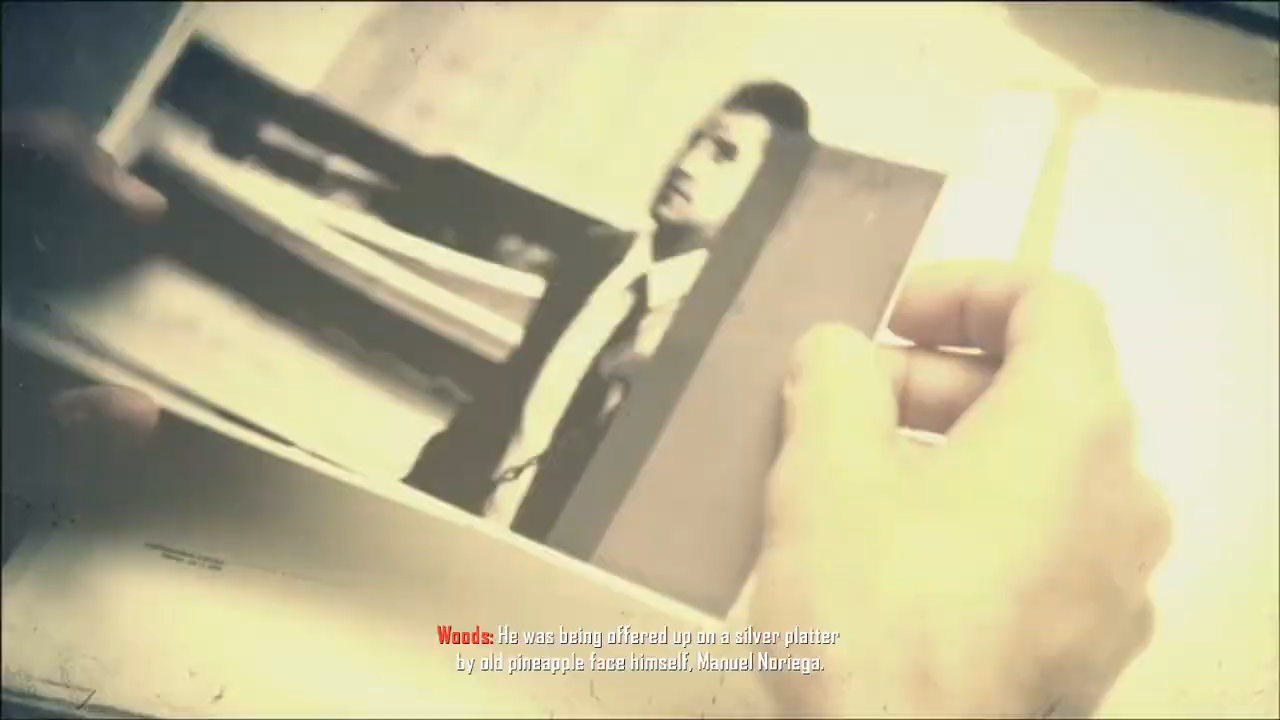 Woods: He was being offered up on a silver platter
by old pineapple face himself, Manuel Noriega.